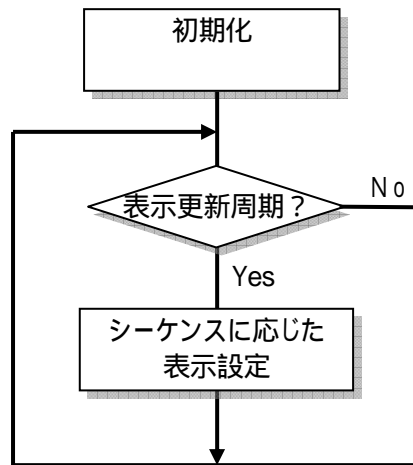 初期化
表示更新周期？
No
Yes
シーケンスに応じた
表示設定